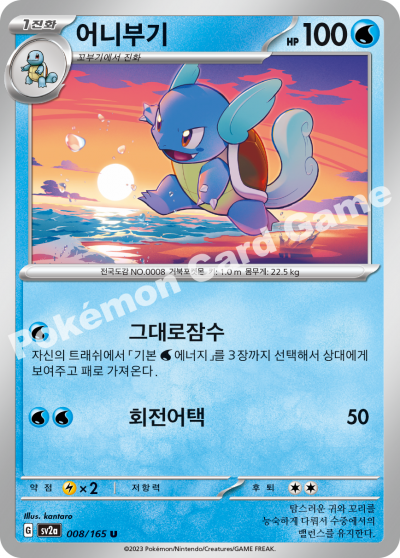 1진화
어니부기
HP 100
꼬부기에서 진화
전국도감 NO.0008 거북포켓몬 키: 1.0 m 몸무게: 22.5 kg
Pokémon Card Game
그대로잠수
자신의 트래쉬에서 「기본 에너지」를 3장까지 선택해서 상대에게
보여주고 패로 가져온다.
회전어택 50
약점 ×2 저항력 후퇴
Illus. kantaro
G sv2a 008/165 U
탐스러운 귀와 꼬리를
능숙하게 다뤄서 수중에서의
밸런스를 유지한다.
©2023 Pokémon/Nintendo/Creatures/GAME FREAK.